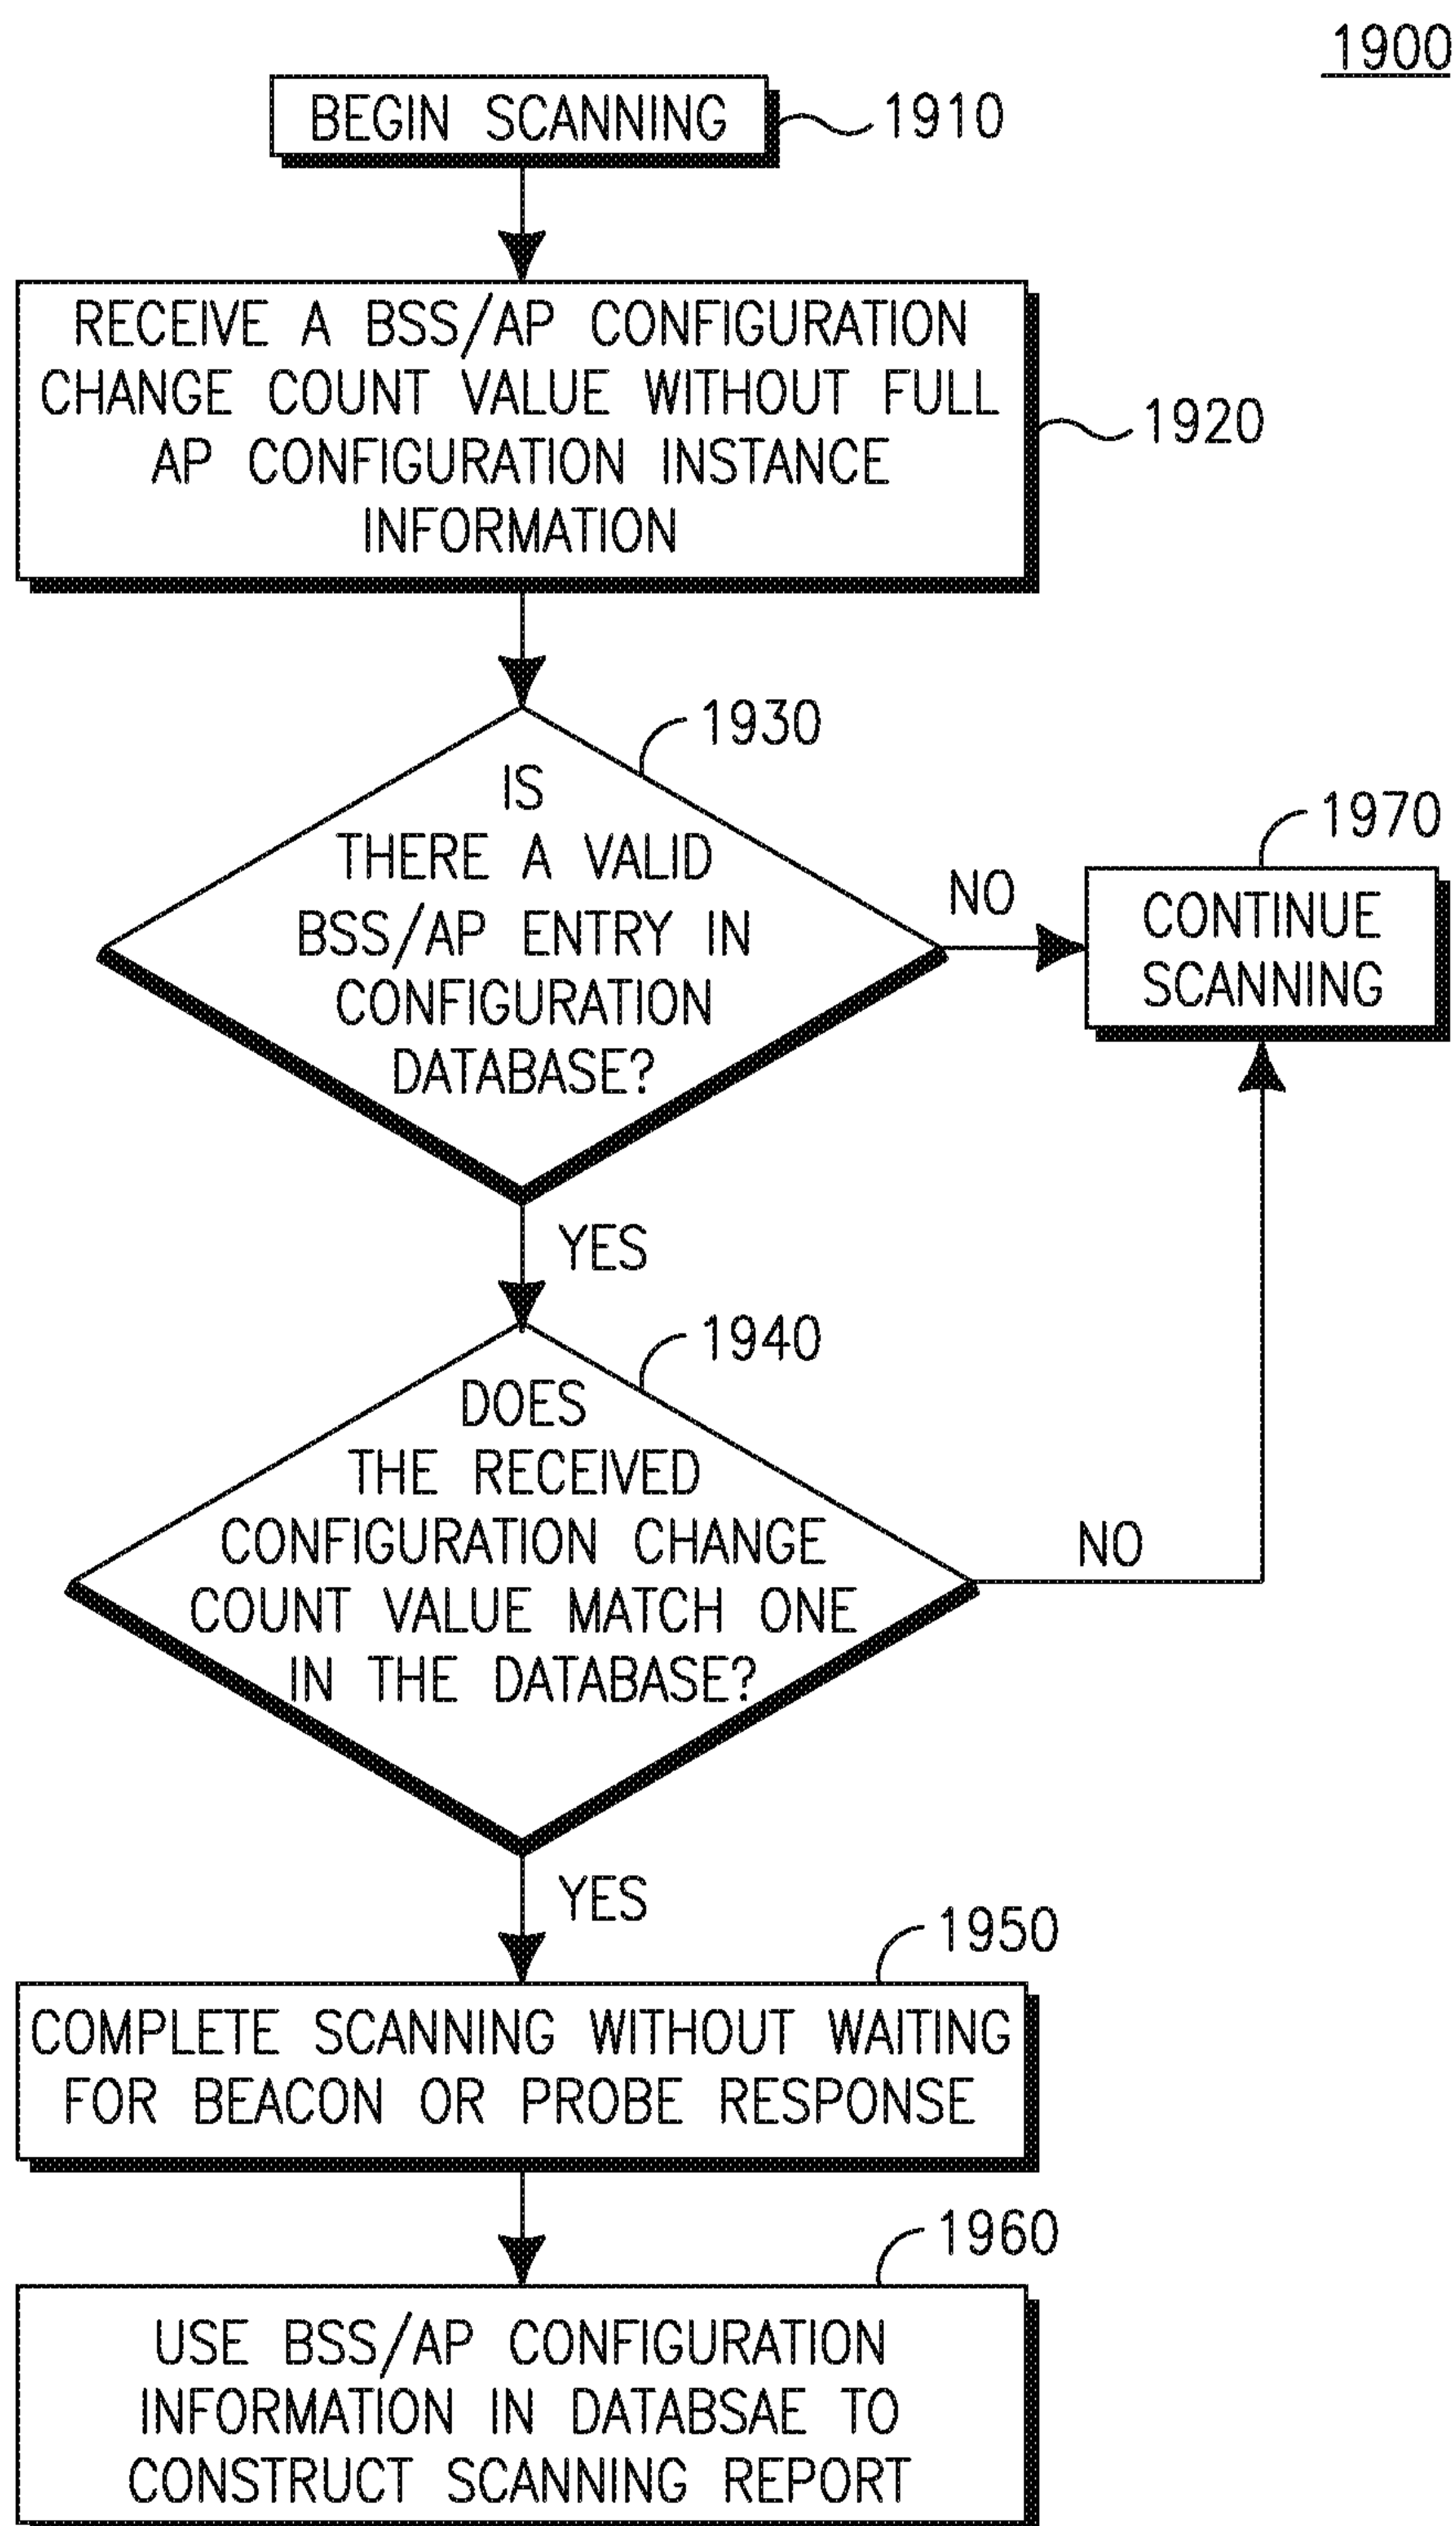 1900
BEGIN SCANNING
1910
RECEIVE A BSS/AP CONFIGURATION
CHANGE COUNT VALUE WITHOUT FULL
AP CONFIGURATION INSTANCE
INFORMATION
1920
1930
IS
THERE A VALID
BSS/AP ENTRY IN
CONFIGURATION
DATABASE?
NO
1970
CONTINUE
SCANNING
YES
1940
DOES
THE RECEIVED
CONFIGURATION CHANGE
COUNT VALUE MATCH ONE
IN THE DATABASE?
NO
YES
1950
COMPLETE SCANNING WITHOUT WAITING
FOR BEACON OR PROBE RESPONSE
1960
USE BSS/AP CONFIGURATION
INFORMATION IN DATABSAE TO
CONSTRUCT SCANNING REPORT